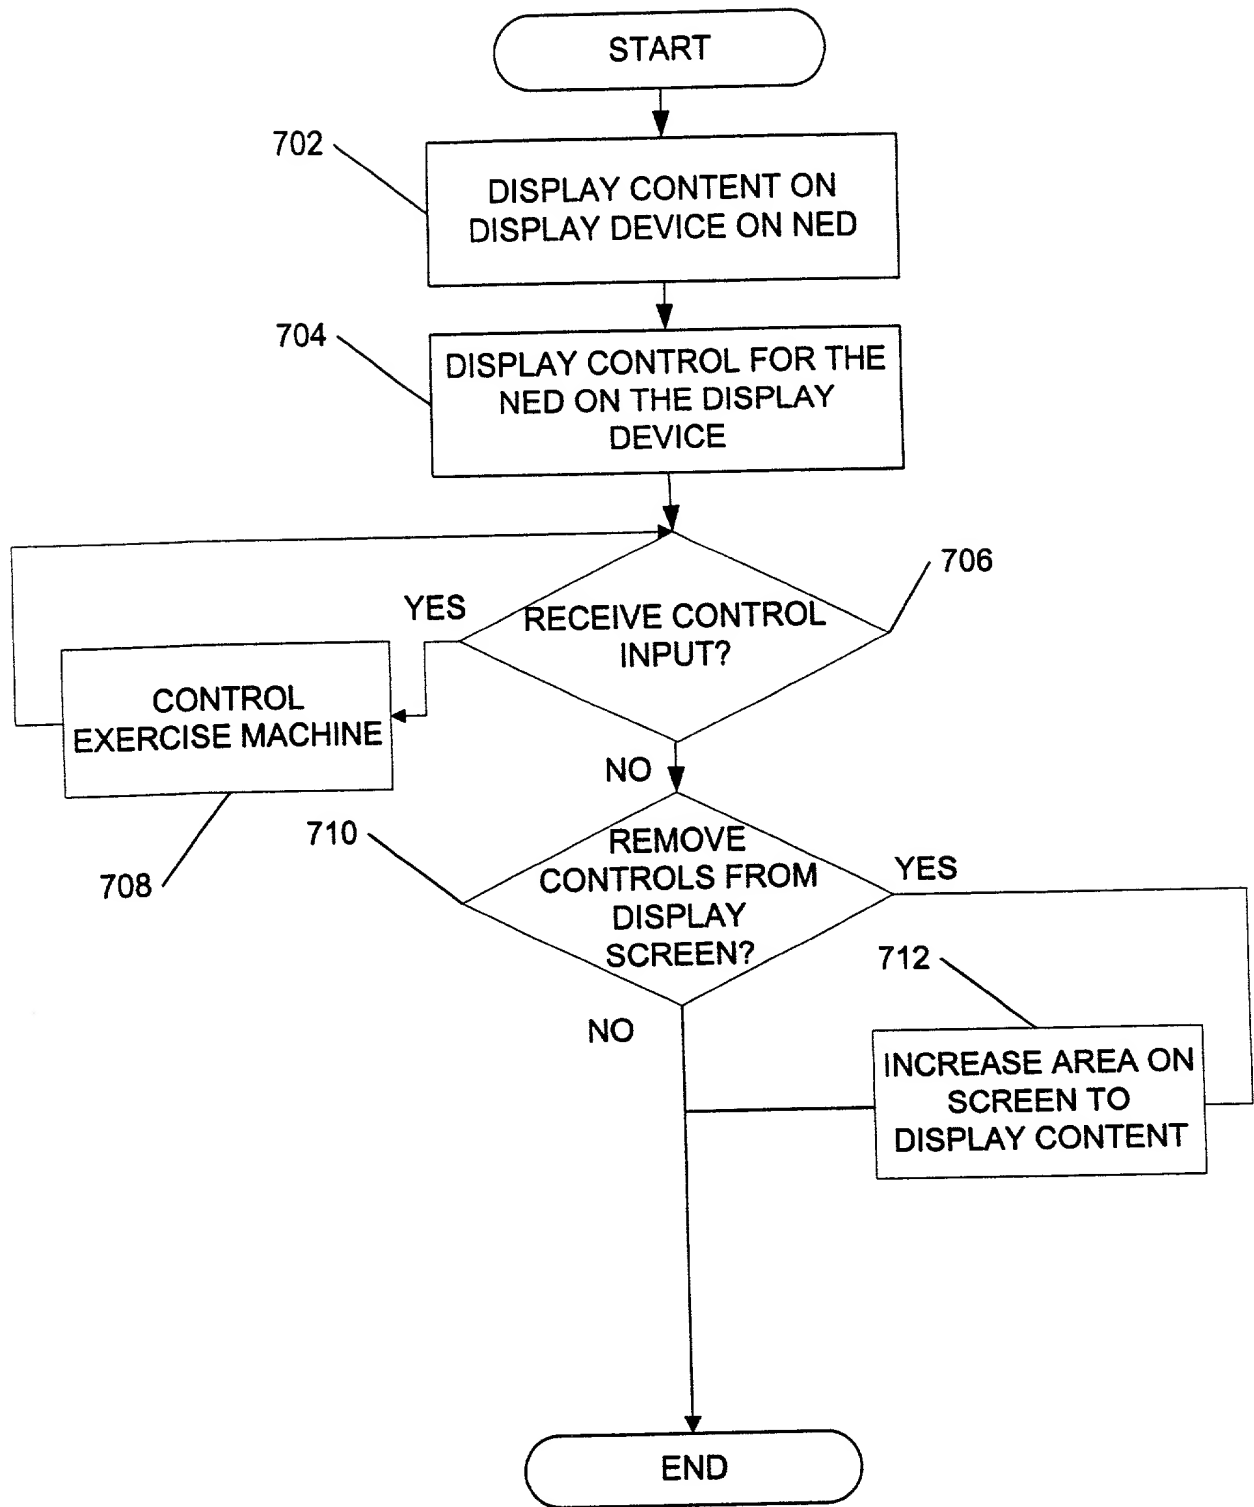 START
702
DISPLAY CONTENT ON
DISPLAY DEVICE ON NED
704
DISPLAY CONTROL FOR THE
NED ON THE DISPLAY
DEVICE
706
YES
RECEIVE CONTROL
INPUT?
CONTROL
EXERCISE MACHINE
708
NO
710
REMOVE
CONTROLS FROM
DISPLAY
SCREEN?
YES
712
NO
INCREASE AREA ON
SCREEN TO
DISPLAY CONTENT
END